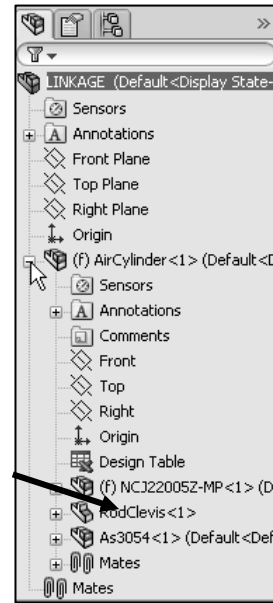 »
LINKAGE (Default<Display State-
Sensors
A Annotations
Front Plane
Top Plane
Right Plane
Origin
(f) AirCylinder<1> (Default<D
Sensors
A Annotations
Comments
Front
Top
Right
Origin
Design Table
(f) NCJ22005Z-MP<1> (D
RodClevis<1>
As3054<1> (Default<Def
Mates
Mates